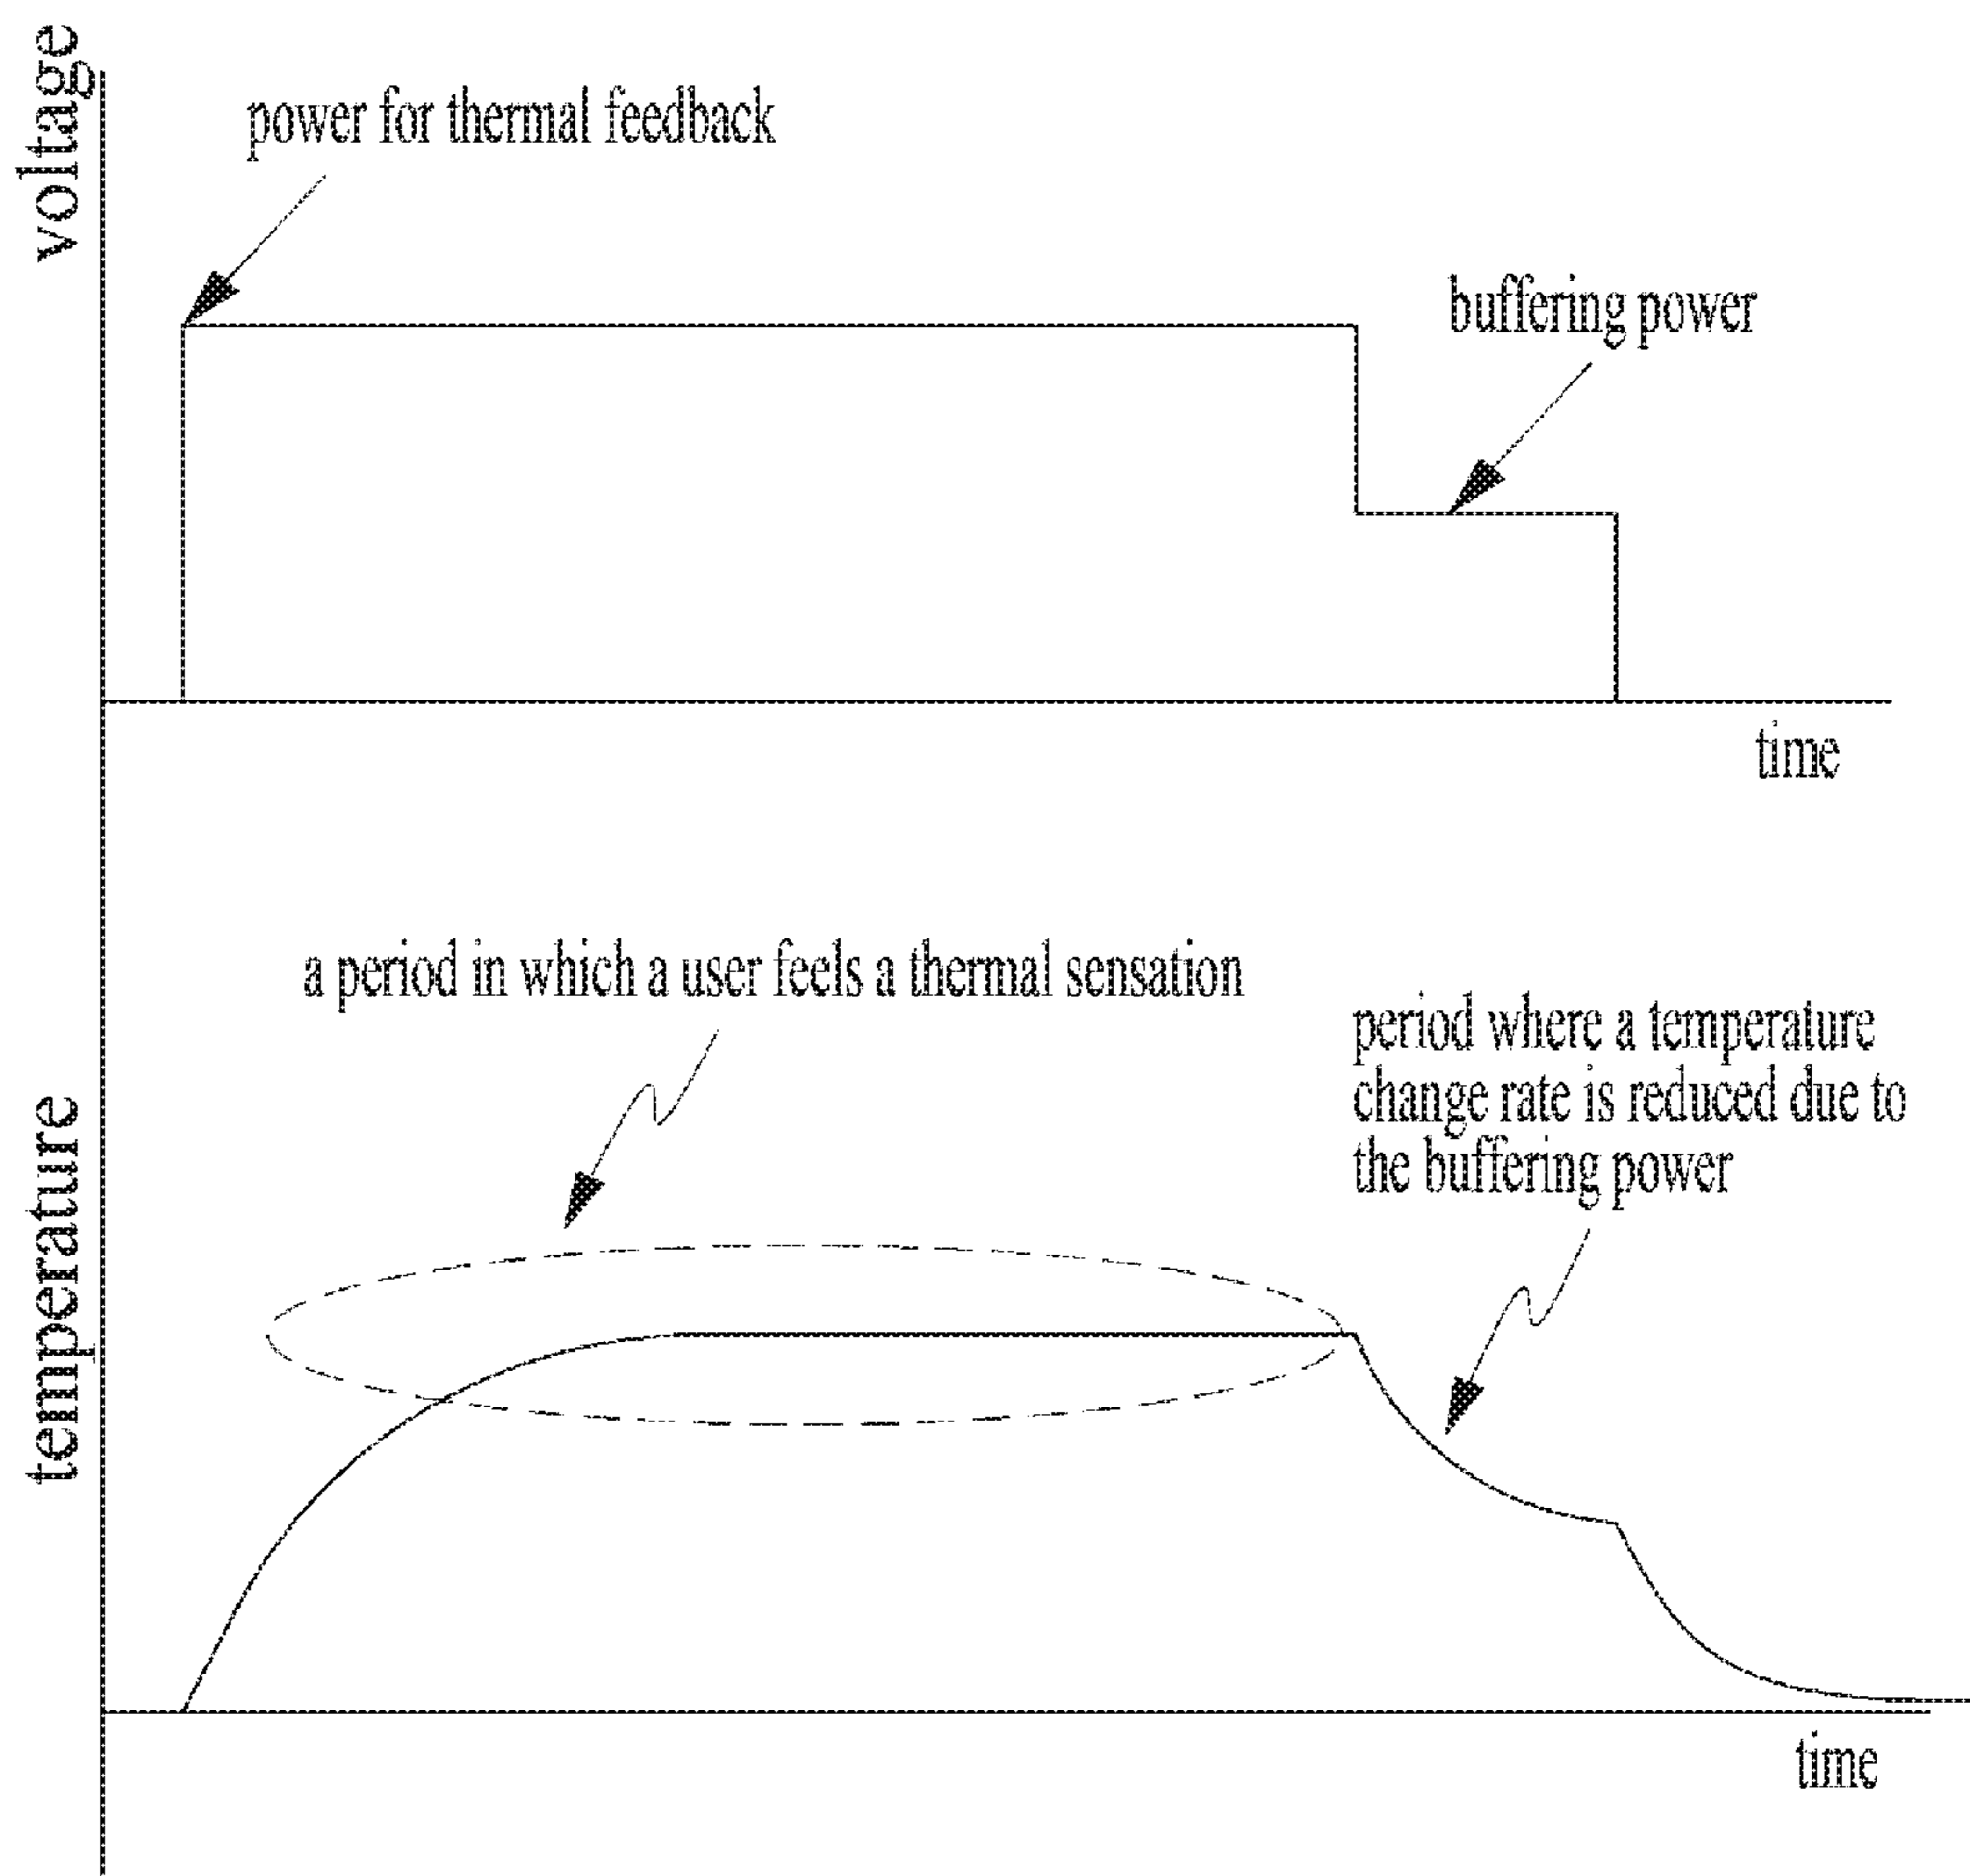 voltage
power for thermal feedback
buffering power
time
a period in which a user feels a thermal sensation
period where a temperature
change rate is reduced due to
the buffering power
temperature
time